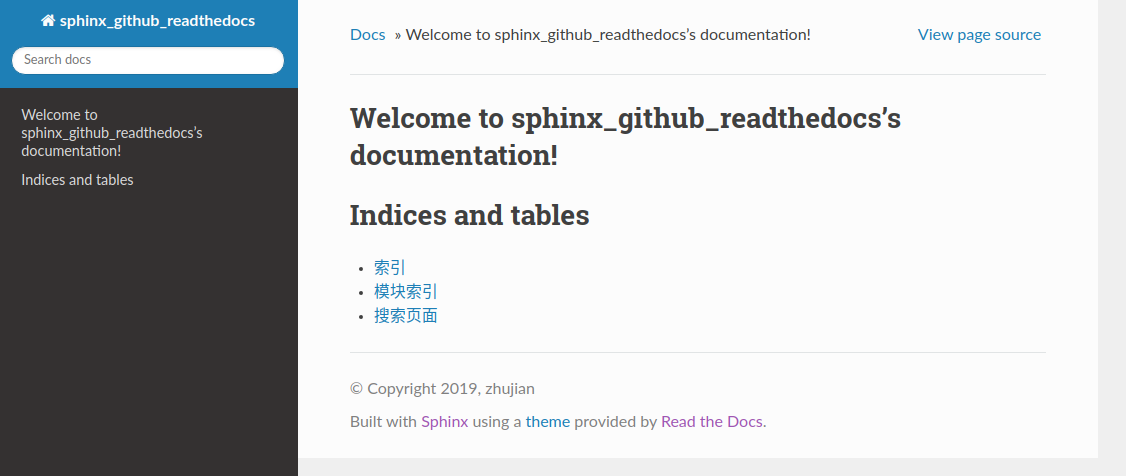 sphinx_github_readthedocs
Search docs
Welcome to
sphinx_github_readthedocs’s
documentation!
Indices and tables
Docs » Welcome to sphinx_github_readthedocs’s documentation!
View page source
Welcome to sphinx_github_readthedocs’s
documentation!
Indices and tables
索引
模块索引
搜索页面
© Copyright 2019, zhujian
Built with Sphinx using a theme provided by Read the Docs.